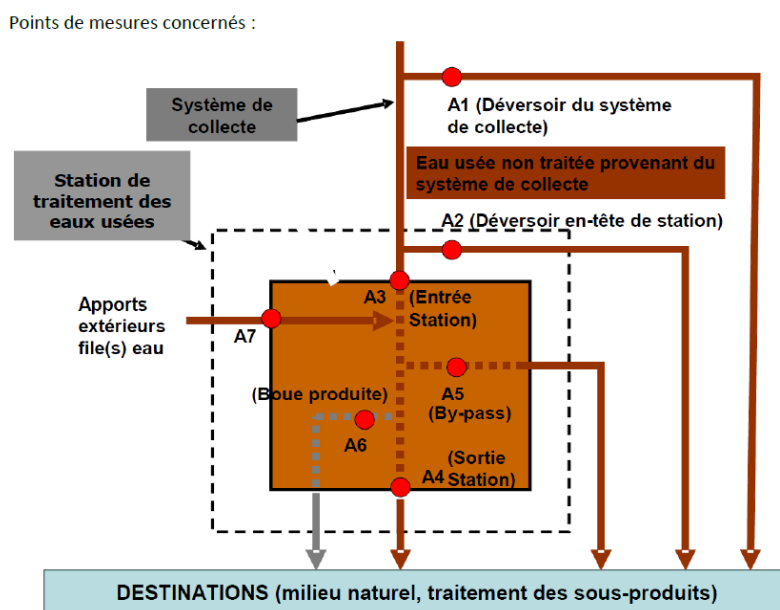 Points de mesures concernés :
Système de
collecte
A1 (Déversoir du système
de collecte)
Eau usée non traitée provenant du
système de collecte
Station de
traitement des
eaux usées
A2 (Déversoir en-tête de station)
A3
(Entrée
Station)
Apports
extérieurs
file(s) eau
A7
(Boue produite)
A5
(By-pass)
A6
(Sortie
Station)
A4
DESTINATIONS (milieu naturel, traitement des sous-produits)